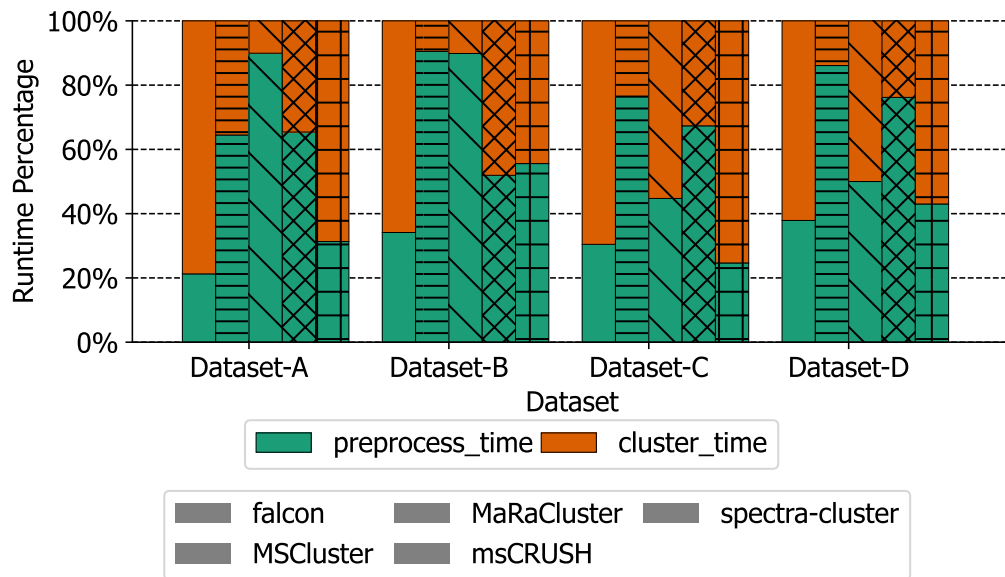 Runtime Percentage
100%
80%
60%
40%
20%
0%
Dataset-A Dataset-B Dataset-C Dataset-D
Dataset
preprocess_time cluster_time
falcon MaRaCluster spectra-cluster
MSCluster msCRUSH